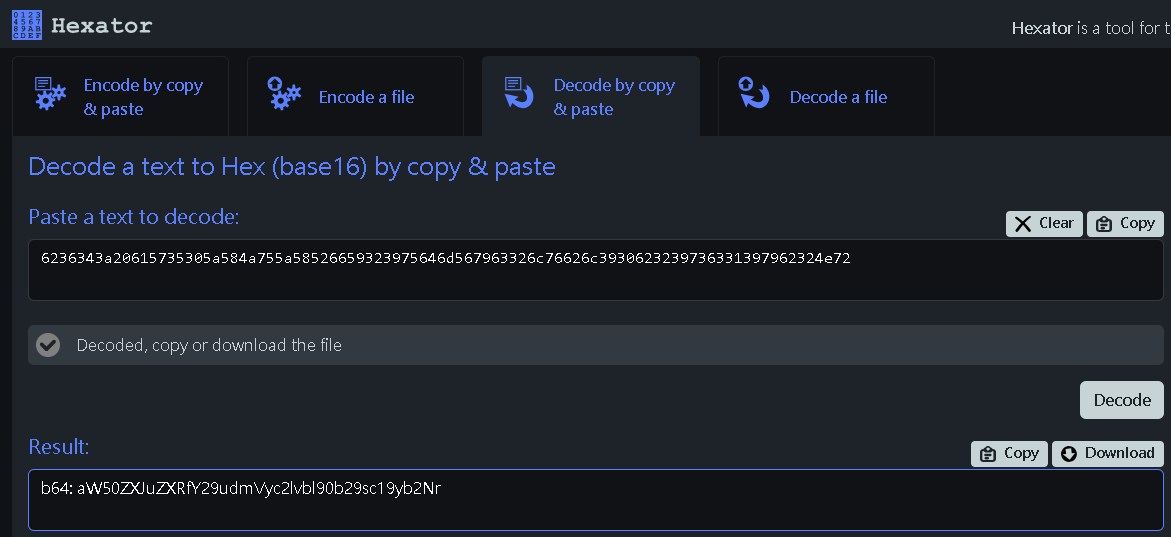 Hexator
Hexator is a tool for t
Encode by copy
& paste
Encode a file
Decode by copy
& paste
Decode a file
Decode a text to Hex (base16) by copy & paste
Paste a text to decode:
Clear
Copy
6236343a20615735305a584a755a58526659323975646d567963326c76626c3930623239736331397962324e72
Decoded, copy or download the file
Decode
Result:
Copy
Download
b64: aW50ZXJuZXRfY29udmVyc2lvbl90b29sc19yb2Nr